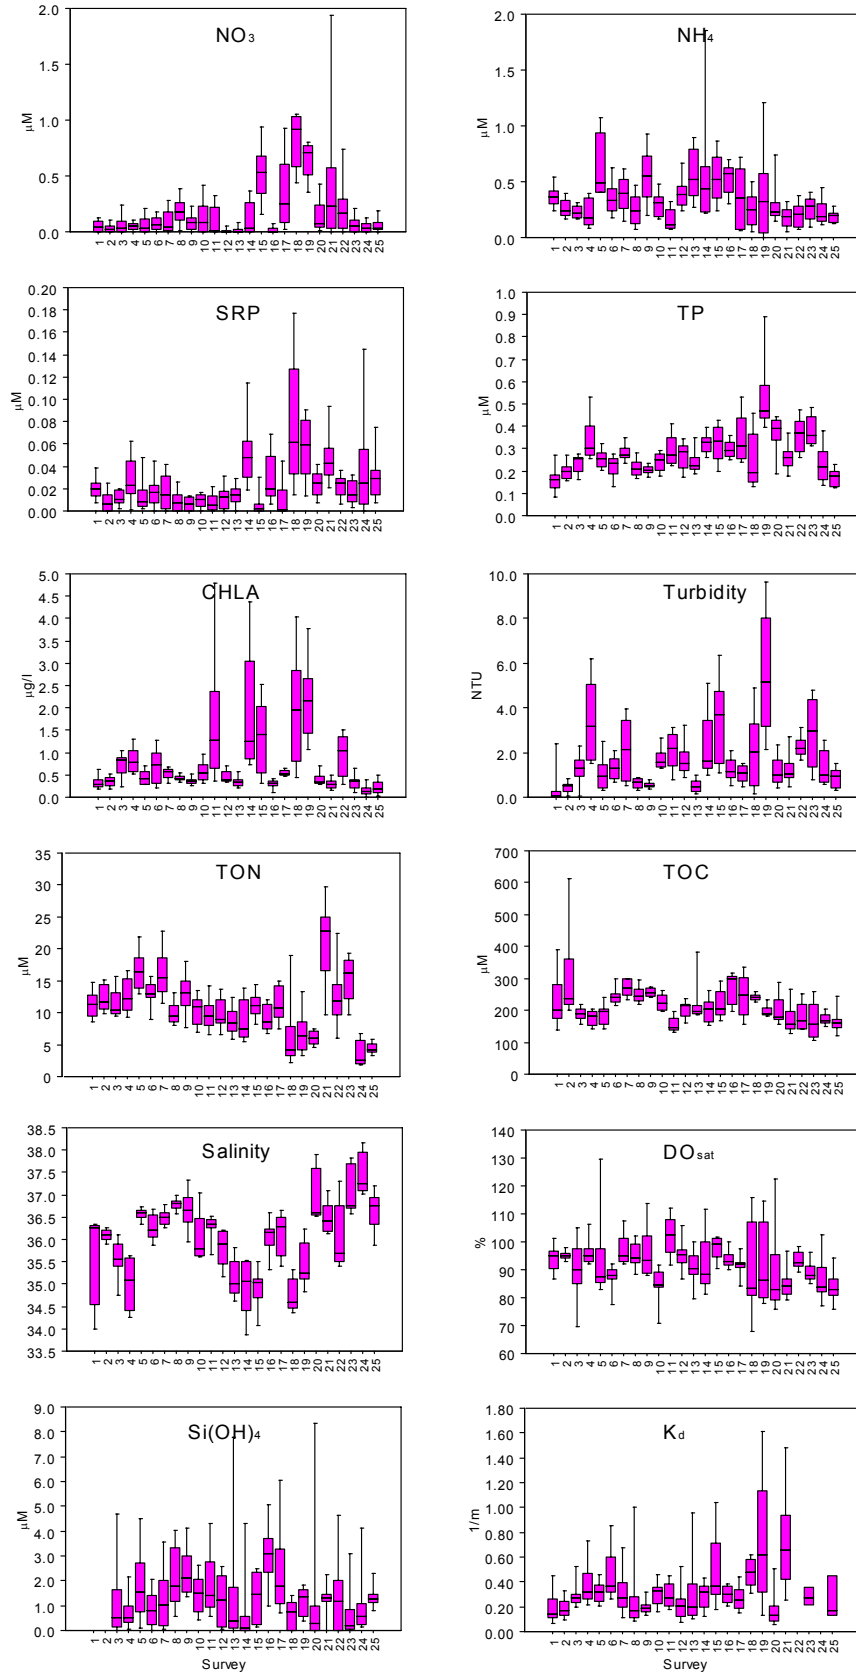 NO3
2.0
1.5
1.0
0.5
0.0
µM
1 2 3 4 5 6 7 8 9 10 11 12 13 14 15 16 17 18 19 20 21 22 23 24 25
NH4
2.0
1.5
1.0
0.5
0.0
µM
1 2 3 4 5 6 7 8 9 10 11 12 13 14 15 16 17 18 19 20 21 22 23 24 25
SRP
0.20
0.18
0.16
0.14
0.12
0.10
0.08
0.06
0.04
0.02
0.00
µM
1 2 3 4 5 6 7 8 9 10 11 12 13 14 15 16 17 18 19 20 21 22 23 24 25
TP
1.0
0.9
0.8
0.7
0.6
0.5
0.4
0.3
0.2
0.1
0.0
µM
1 2 3 4 5 6 7 8 9 10 11 12 13 14 15 16 17 18 19 20 21 22 23 24 25
CHLA
5.0
4.5
4.0
3.5
3.0
2.5
2.0
1.5
1.0
0.5
0.0
µg/l
1 2 3 4 5 6 7 8 9 10 11 12 13 14 15 16 17 18 19 20 21 22 23 24 25
Turbidity
10.0
8.0
6.0
4.0
2.0
0.0
NTU
1 2 3 4 5 6 7 8 9 10 11 12 13 14 15 16 17 18 19 20 21 22 23 24 25
TON
35
30
25
20
15
10
5
0
µM
1 2 3 4 5 6 7 8 9 10 11 12 13 14 15 16 17 18 19 20 21 22 23 24 25
TOC
700
600
500
400
300
200
100
0
µM
1 2 3 4 5 6 7 8 9 10 11 12 13 14 15 16 17 18 19 20 21 22 23 24 25
Salinity
38.5
38.0
37.5
37.0
36.5
36.0
35.5
35.0
34.5
34.0
33.5
1 2 3 4 5 6 7 8 9 10 11 12 13 14 15 16 17 18 19 20 21 22 23 24 25
DOsat
140
130
120
110
100
90
80
70
60
%
1 2 3 4 5 6 7 8 9 10 11 12 13 14 15 16 17 18 19 20 21 22 23 24 25
Si(OH)4
9.0
8.0
7.0
6.0
5.0
4.0
3.0
2.0
1.0
0.0
µM
1 2 3 4 5 6 7 8 9 10 11 12 13 14 15 16 17 18 19 20 21 22 23 24 25
Survey
Kd
1.80
1.60
1.40
1.20
1.00
0.80
0.60
0.40
0.20
0.00
1/m
1 2 3 4 5 6 7 8 9 10 11 12 13 14 15 16 17 18 19 20 21 22 23 24 25
Survey